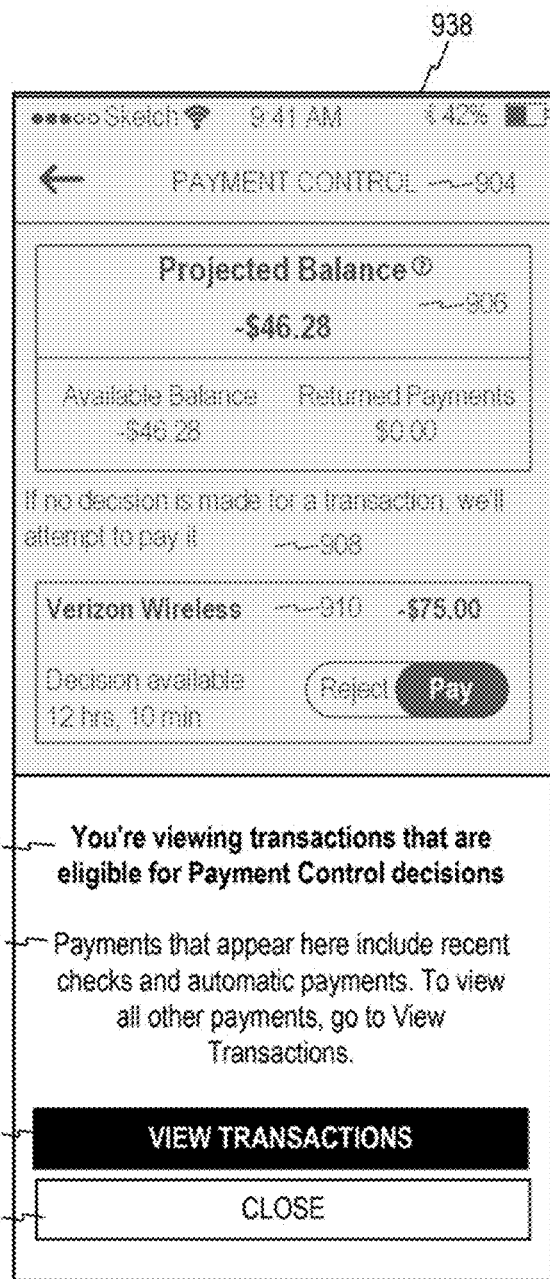 938
Sketch 9:41 AM 42%
PAYMENT CONTROL 904
Projected Balance ?
906
-$46.28
Available Balance Returned Payments
-$46.28 $0.00
If no decision is made for a transaction, we'll
attempt to pay it 908
Verizon Wireless 910 -$75.00
Decision available Reject Pay
12 hrs, 10 min
You're viewing transactions that are
eligible for Payment Control decisions
Payments that appear here include recent
checks and automatic payments. To view
all other payments, go to View
Transactions.
VIEW TRANSACTIONS
CLOSE